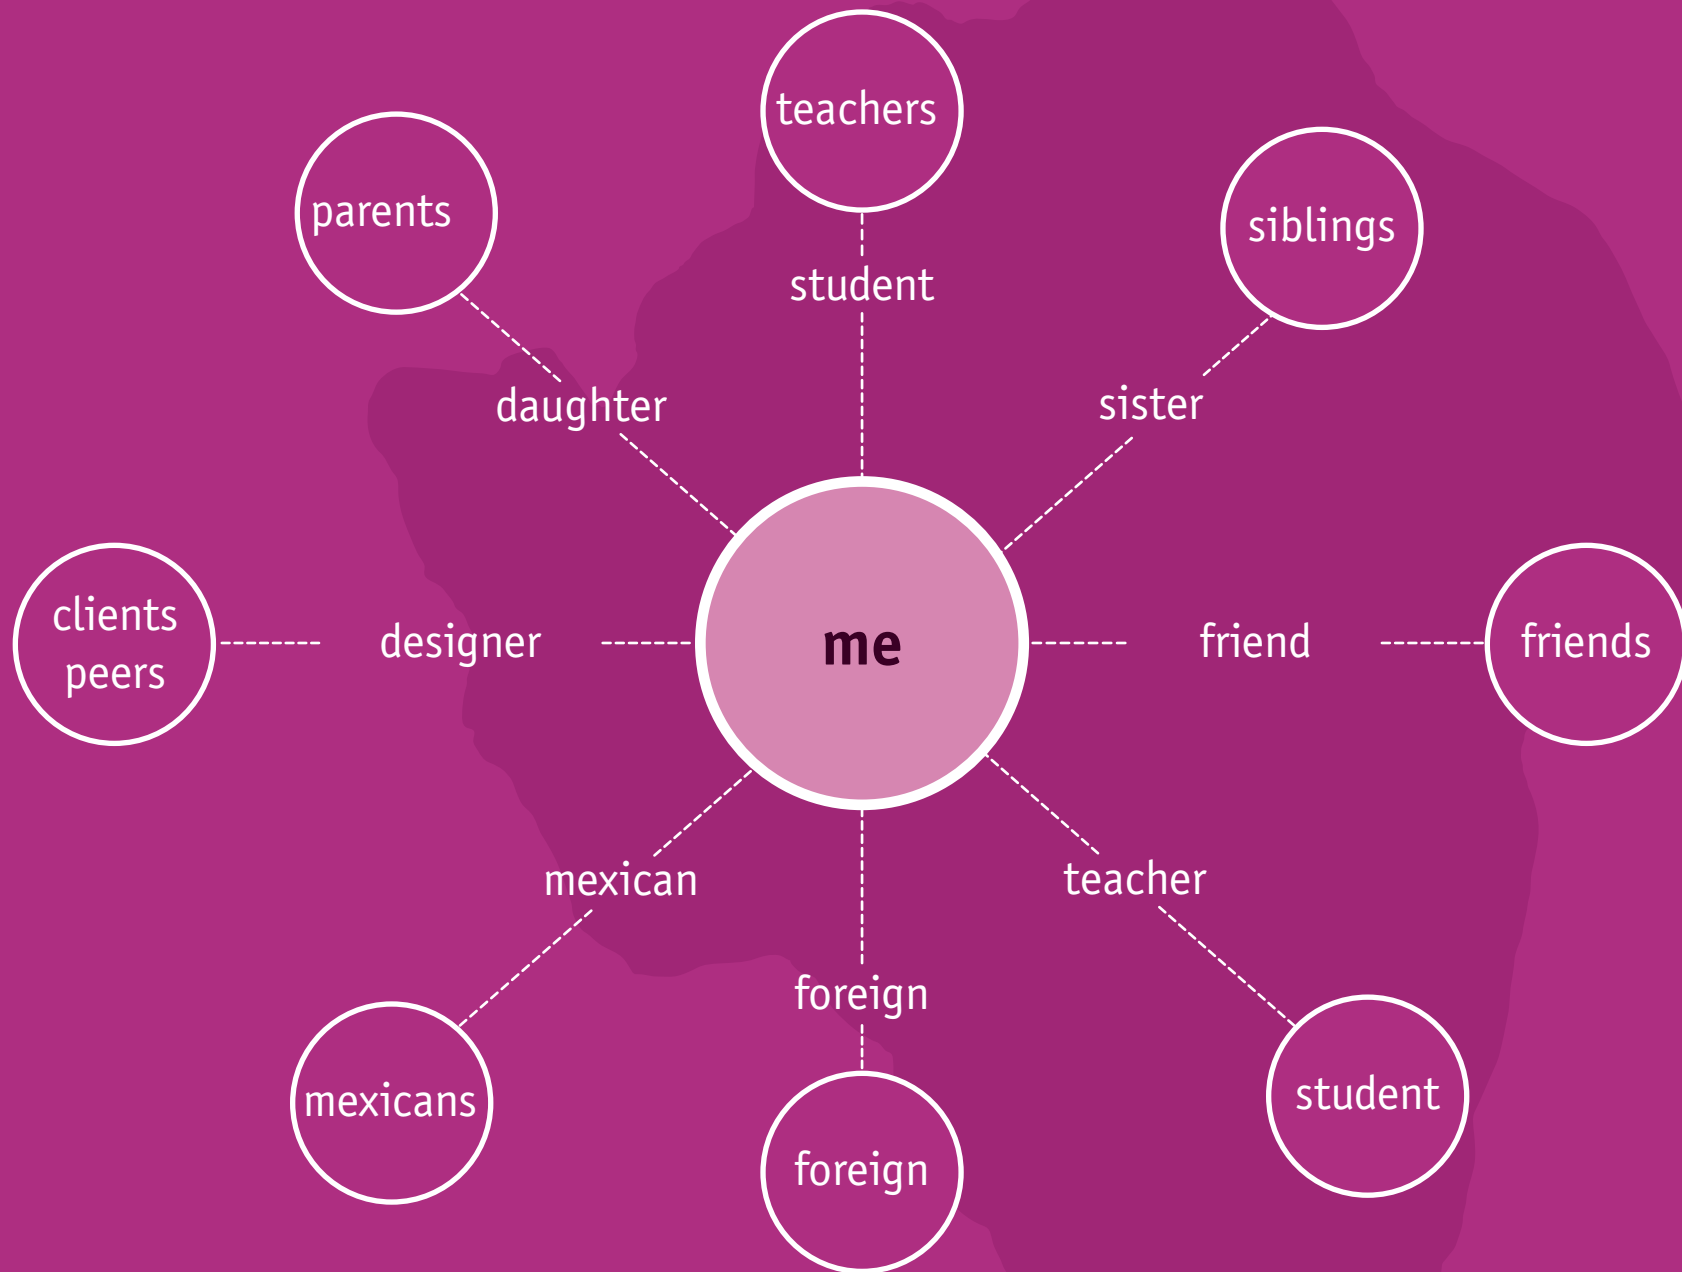 teachers
parents
siblings
student
daughter
sister
clients
peers
designer
me
friend
friends
mexican
teacher
foreign
mexicans
student
foreign